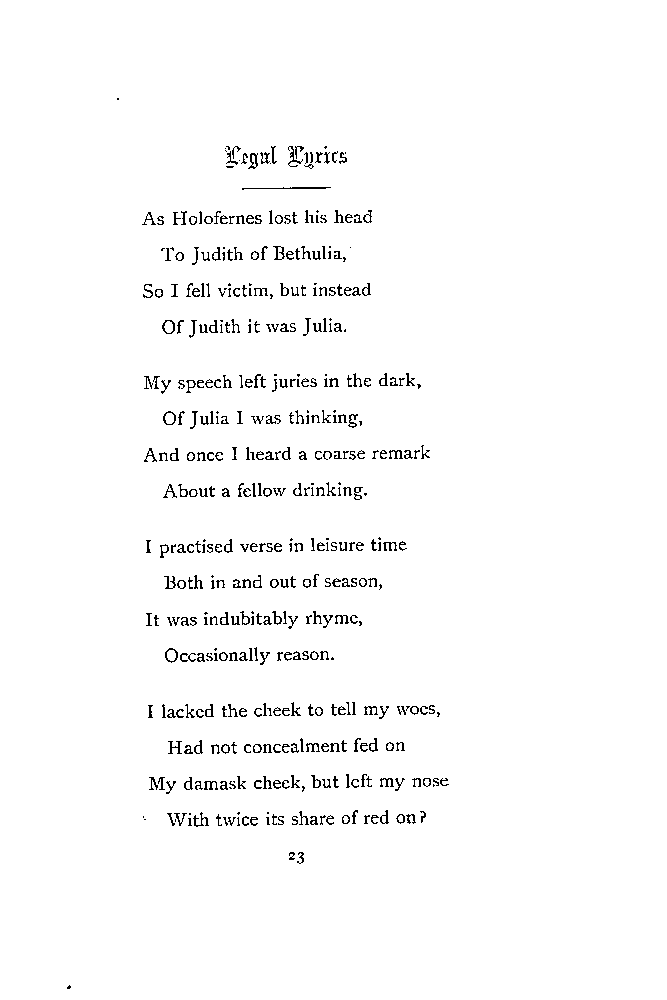 Legal Lyrics
As Holofernes lost his head
To Judith of Bethulia,
So I fell victim, but instead
Of Judith it was Julia.
My speech left juries in the dark,
Of Julia I was thinking,
And once I heard a coarse remark
About a fellow drinking.
I practised verse in leisure time
Both in and out of season,
It was indubitably rhyme,
Occasionally reason.
I lacked the cheek to tell my woes,
Had not concealment fed on
My damask cheek, but left my nose
With twice its share of red on?
23